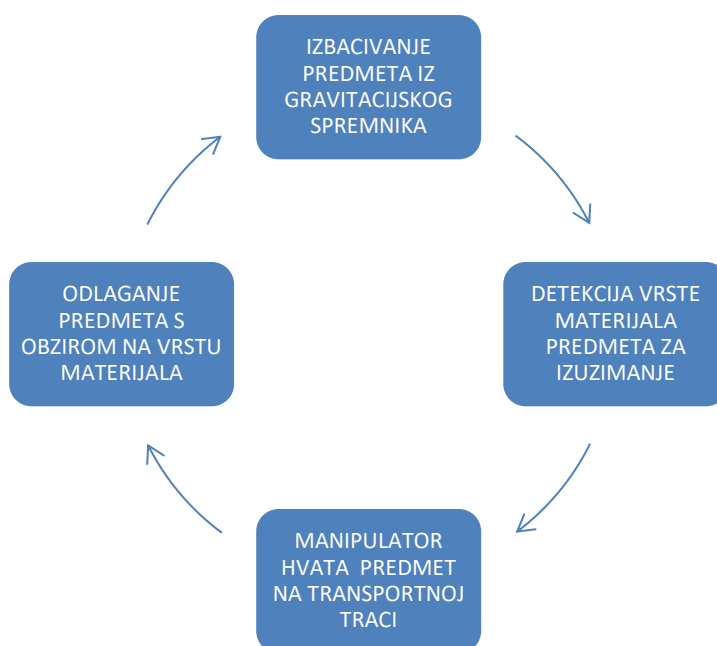 IZBACIVANJE
PREDMETA IZ
GRAVITACIJSKOG
SPREMNIKA
DETEKCIJA VRSTE
MATERIJALA
PREDMETA ZA
IZUZIMANJE
MANIPULATOR
HVATA PREDMET
NA TRANSPORTNOJ
TRACI
ODLAGANJE
PREDMETA S
OBZIROM NA VRSTU
MATERIJALA